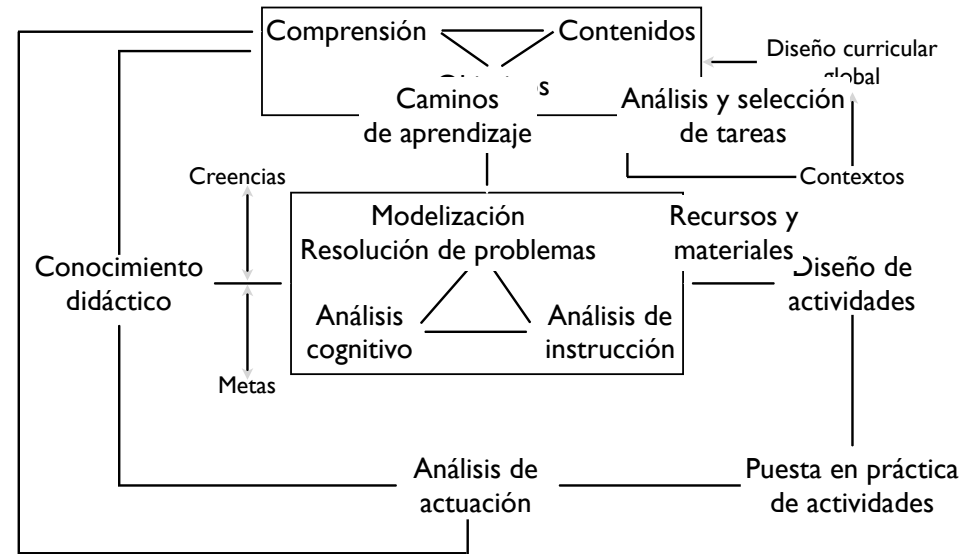 Comprensión
Contenidos
Diseño curricular
global
Caminos
de aprendizaje
Análisis y selección
de tareas
Creencias
Contextos
Modelización
Resolución de problemas
Recursos y
materiales
Conocimiento
didáctico
Diseño de
actividades
Análisis
cognitivo
Análisis de
instrucción
Metas
Análisis de
actuación
Puesta en práctica
de actividades